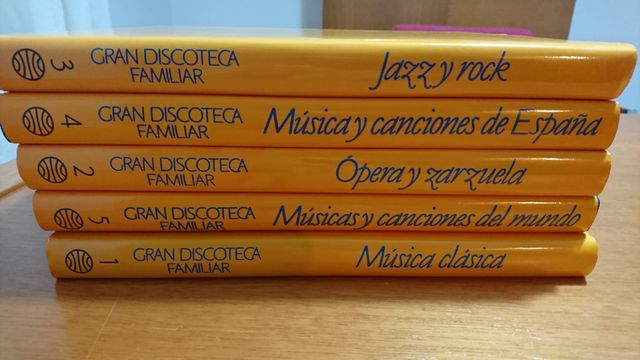 3
GRAN DISCOTECA
FAMILIAR
Jazz y rock
4
GRAN DISCOTECA
FAMILIAR
Música y canciones de España
2
GRAN DISCOTECA
FAMILIAR
Ópera y zarzuela
5
GRAN DISCOTECA
FAMILIAR
Músicas y canciones del mundo
1
GRAN DISCOTECA
FAMILIAR
Música clásica